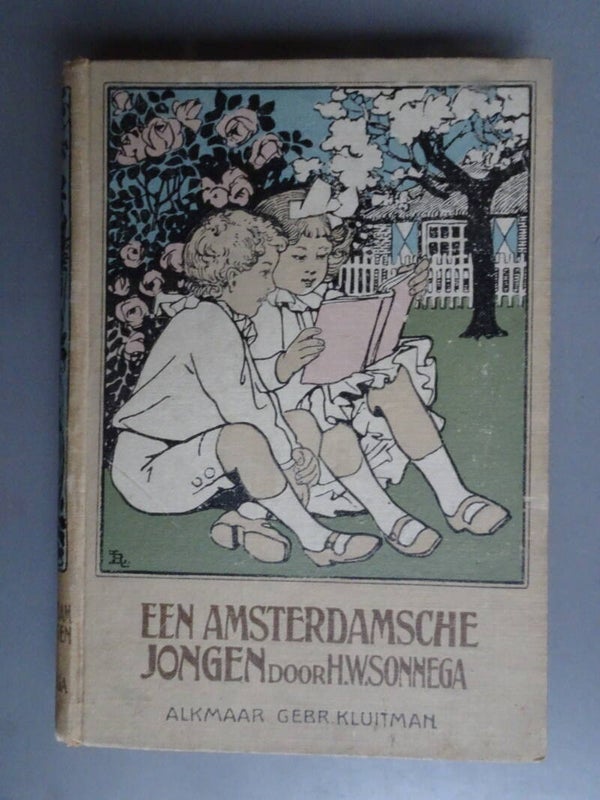 EEN AMSTERDAMSCHE
JONGEN DOOR H.W. SONNEGA
ALKMAAR GEBR. KLUITMAN.